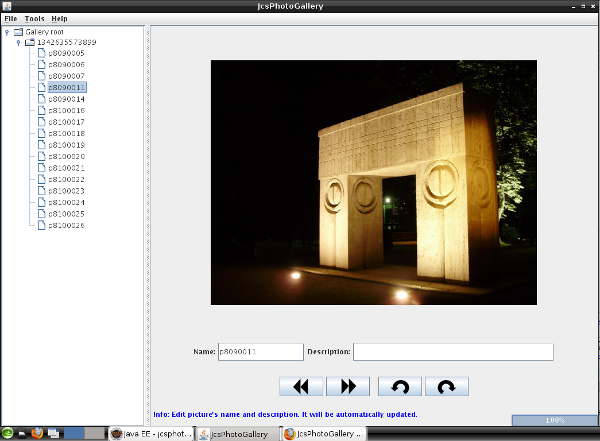 JcsPhotoGallery
File Tools Help
Gallery root
1342635573899
p8090005
p8090006
p8090007
p8090011
p8090014
p8100016
p8100017
p8100018
p8100019
p8100020
p8100021
p8100022
p8100023
p8100024
p8100025
p8100026
Name: p8090011 Description:
Info: Edit picture's name and description. It will be automatically updated.
100%
Java EE - jcsphot... JcsPhotoGallery JcsPhotoGallery ...